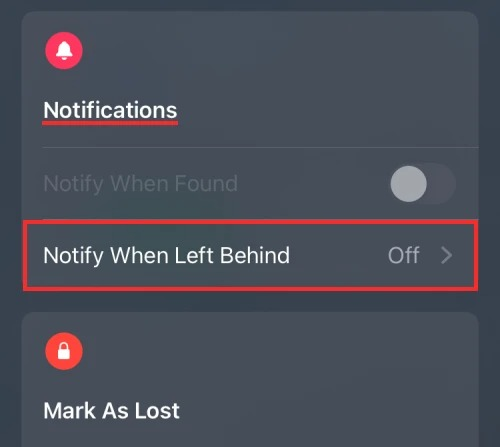 Notifications
Notify When Found
Notify When Left Behind Off
Mark As Lost